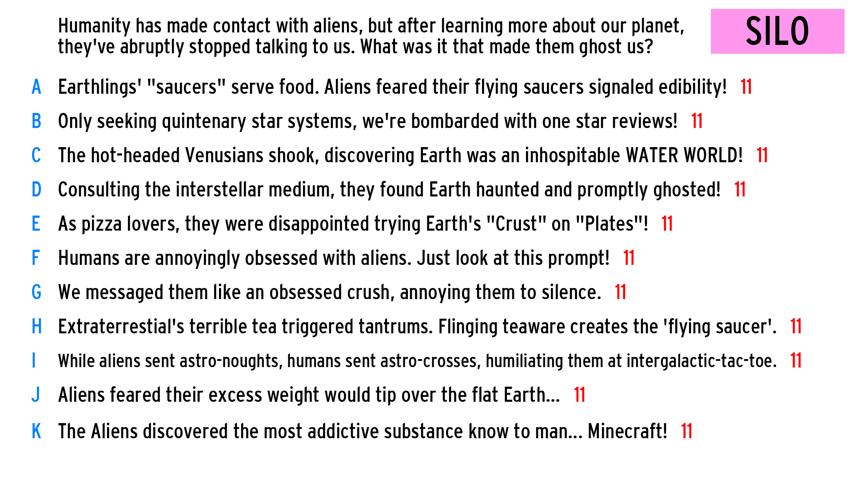 Humanity has made contact with aliens, but after learning more about our planet,
they've abruptly stopped talking to us. What was it that made them ghost us?
SILO
A Earthlings' "saucers" serve food. Aliens feared their flying saucers signaled edibility! 11
B Only seeking quintenary star systems, we're bombarded with one star reviews! 11
C The hot-headed Venusians shook, discovering Earth was an inhospitable WATER WORLD! 11
D Consulting the interstellar medium, they found Earth haunted and promptly ghosted! 11
E As pizza lovers, they were disappointed trying Earth's "Crust" on "Plates"! 11
F Humans are annoyingly obsessed with aliens. Just look at this prompt! 11
G We messaged them like an obsessed crush, annoying them to silence. 11
H Extraterrestial's terrible tea triggered tantrums. Flinging teaware creates the 'flying saucer'. 11
I While aliens sent astro-noughts, humans sent astro-crosses, humiliating them at intergalactic-tac-toe. 11
J Aliens feared their excess weight would tip over the flat Earth... 11
K The Aliens discovered the most addictive substance know to man... Minecraft! 11